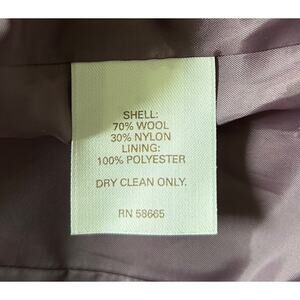 SHELL:
70% WOOL
30% NYLON
LINING:
100% POLYESTER
DRY CLEAN ONLY.
RN 58665